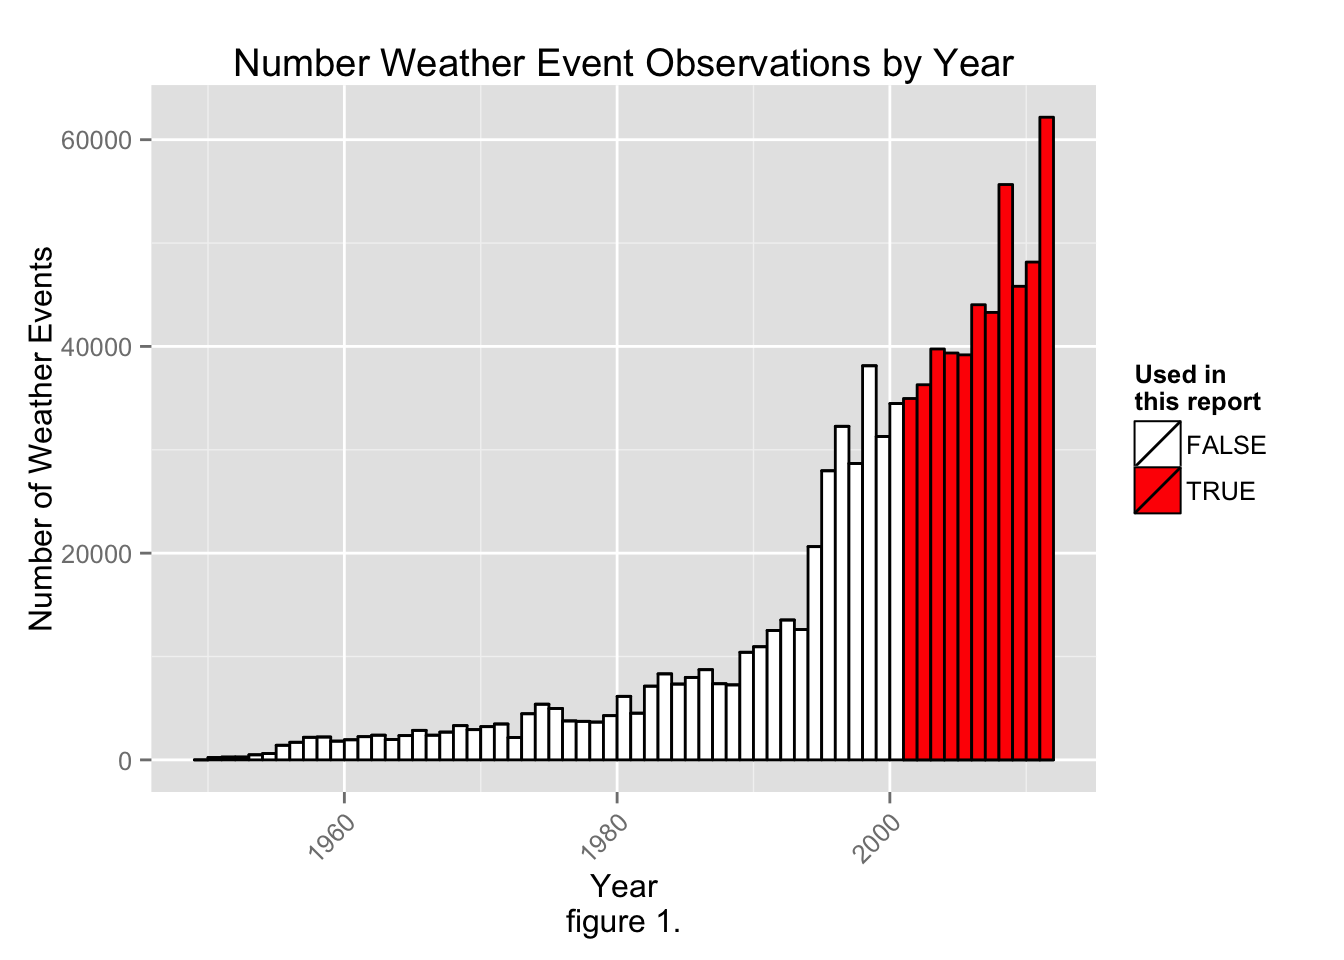 Number Weather Event Observations by Year
Number of Weather Events
60000
40000
20000
0
1960
1980
2000
Year
figure 1.
Used in
this report
FALSE
TRUE